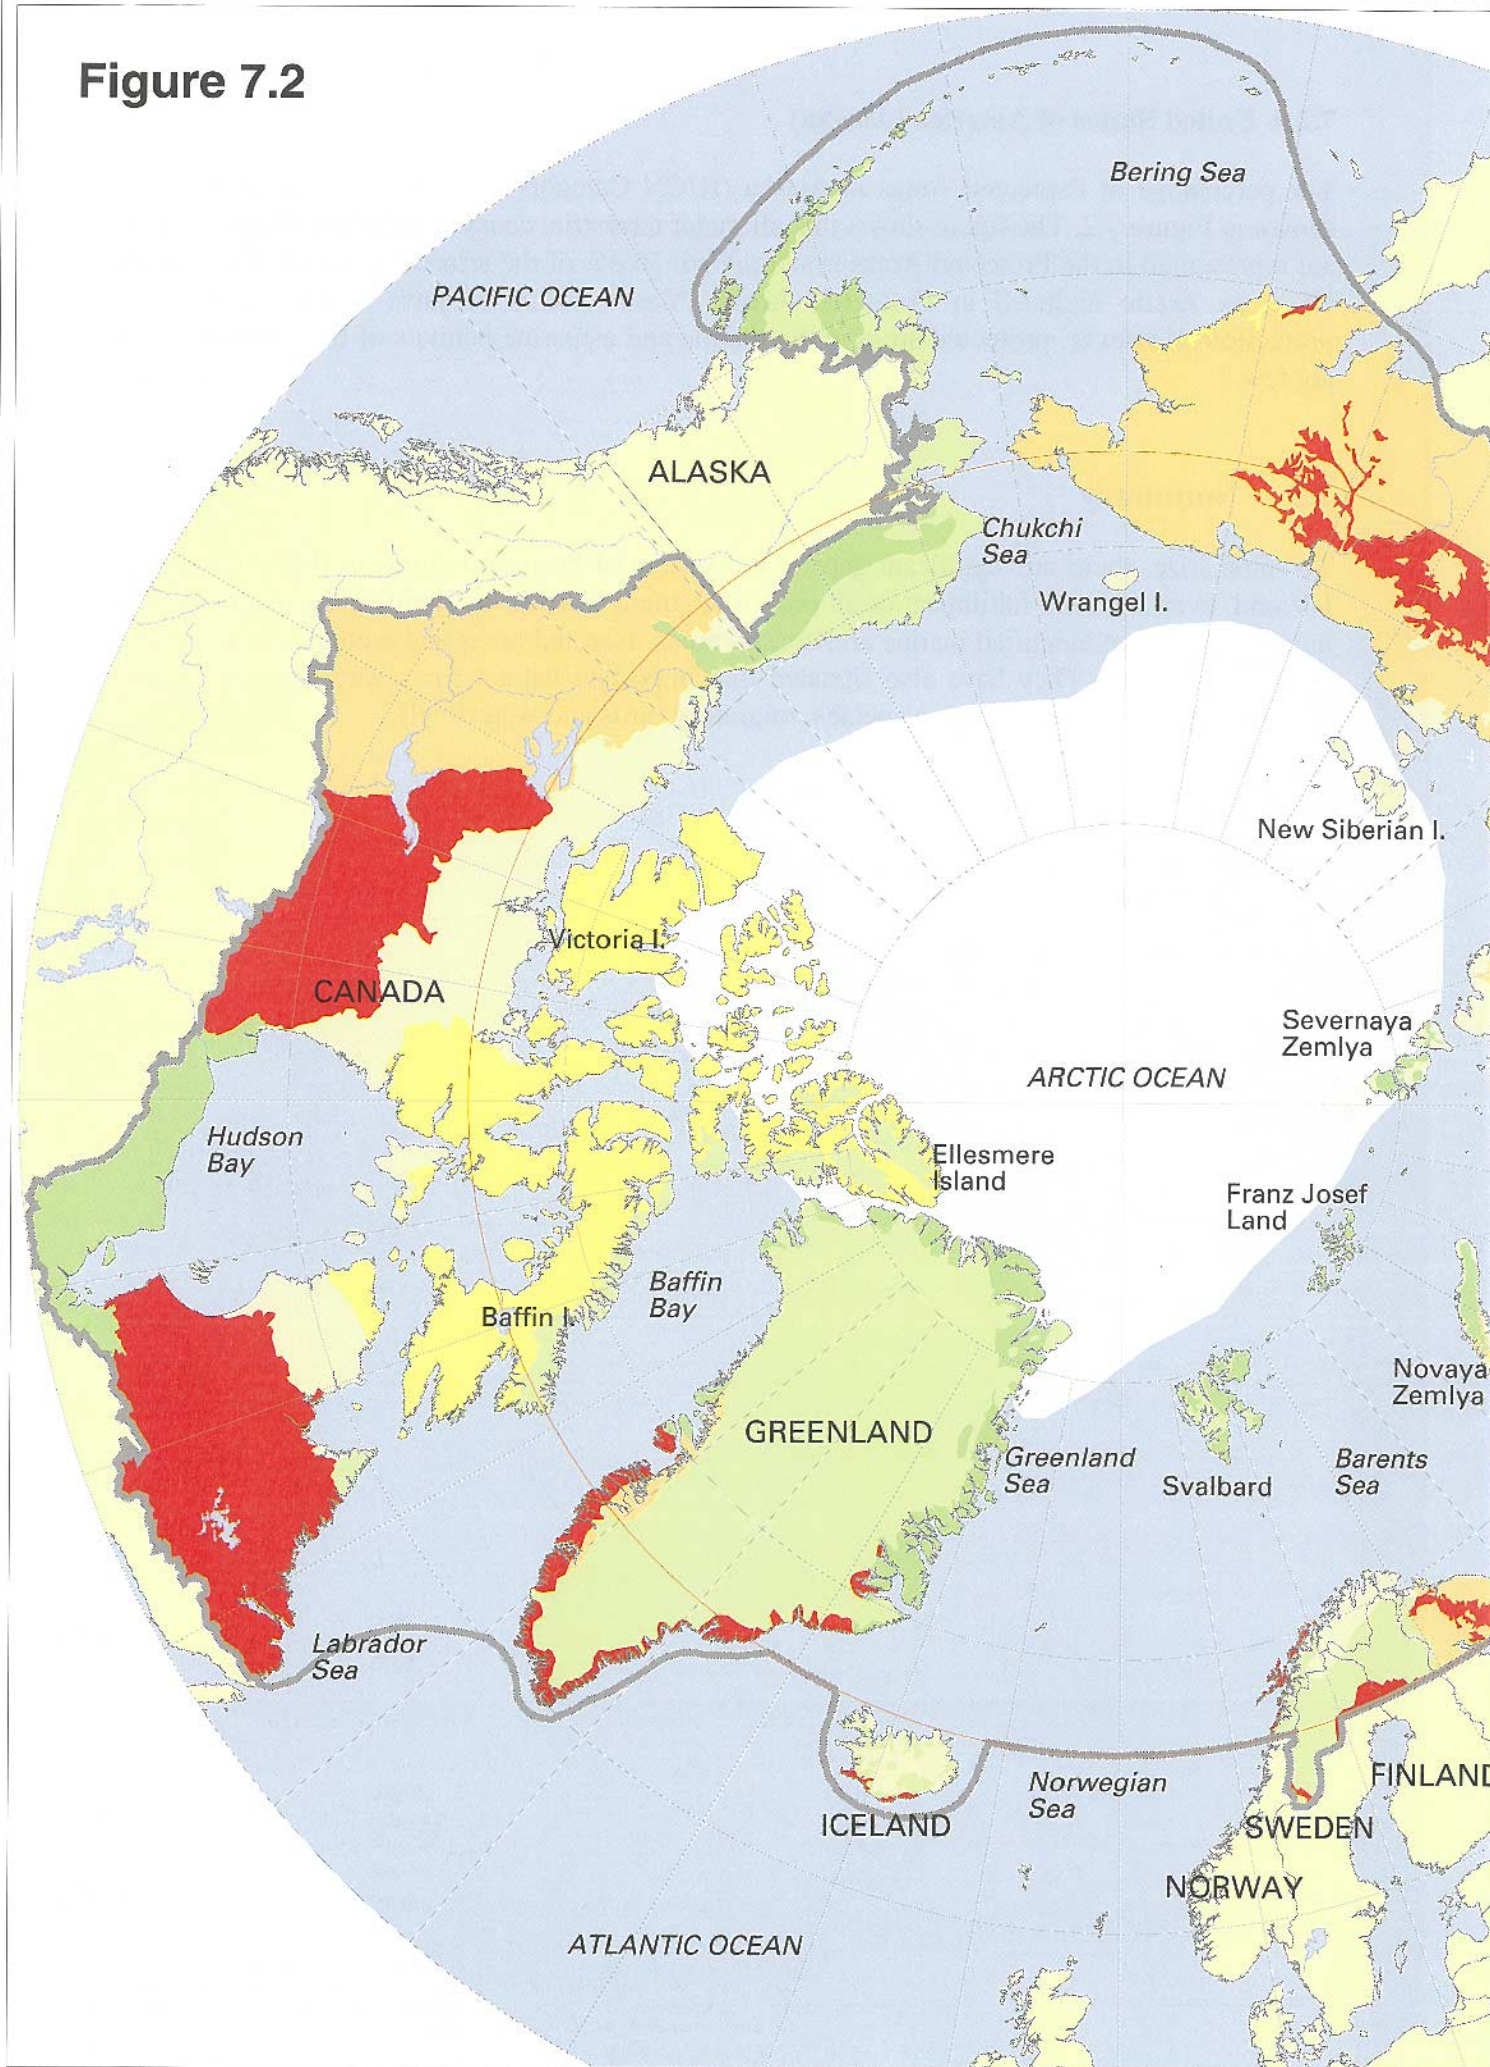 Figure 7.2
Bering Sea
PACIFIC OCEAN
ALASKA
Chukchi
Sea
Wrangel I.
New Siberian I.
Victoria I.
CANADA
Severnaya
Zemlya
ARCTIC OCEAN
Hudson
Bay
Ellesmere
Island
Franz Josef
Land
Baffin
Bay
Baffin I.
Novaya
Zemlya
GREENLAND
Greenland
Sea
Svalbard
Barents
Sea
Labrador
Sea
ICELAND
Norwegian
Sea
FINLAND
SWEDEN
NORWAY
ATLANTIC OCEAN